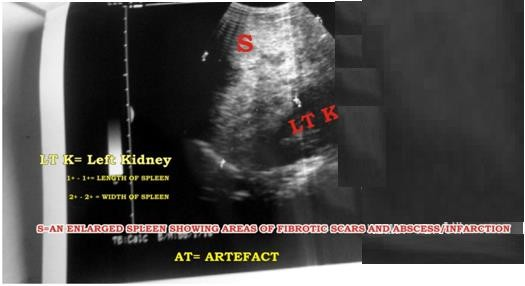 S
LT K
LT K= Left Kidney
1+ - 1+= LENGTH OF SPLEEN
2+ - 2+ = WIDTH OF SPLEEN
S=AN ENLARGED SPLEEN SHOWING AREAS OF FIBROTIC SCARS AND ABSCESS/INFARCTION
AT= ARTEFACT